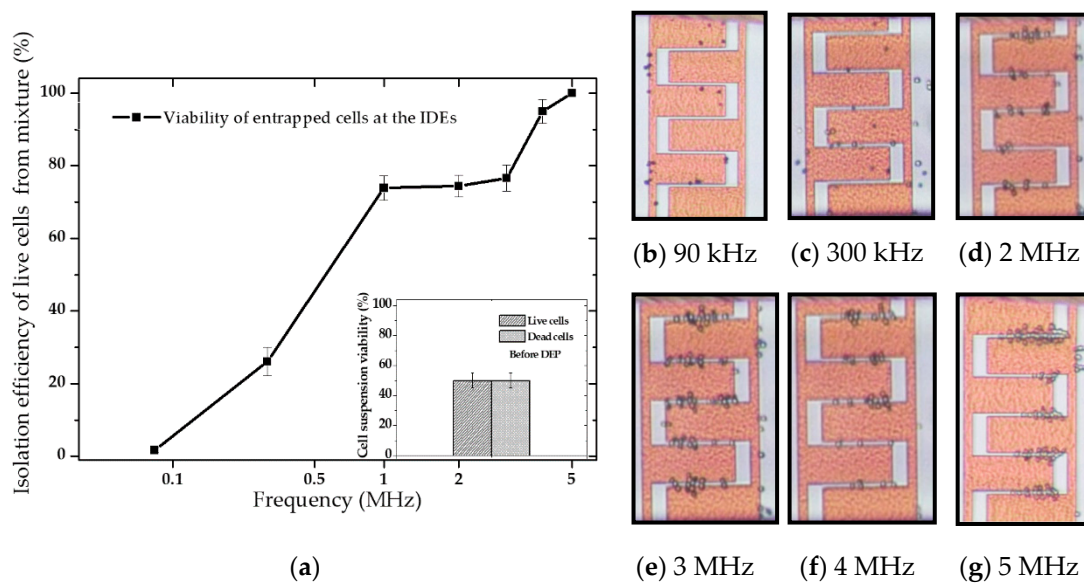 Isolation efficiency of live cells from mixture (%)
100
80
60
40
20
0
Viability of entrapped cells at the IDEs
Cell suspension viability (%)
100
80
60
40
20
0
Live cells
Dead cells
Before DEP
0.1 0.5 1 2 5
Frequency (MHz)
(a)
(b) 90 kHz (c) 300 kHz (d) 2 MHz
(e) 3 MHz (f) 4 MHz (g) 5 MHz